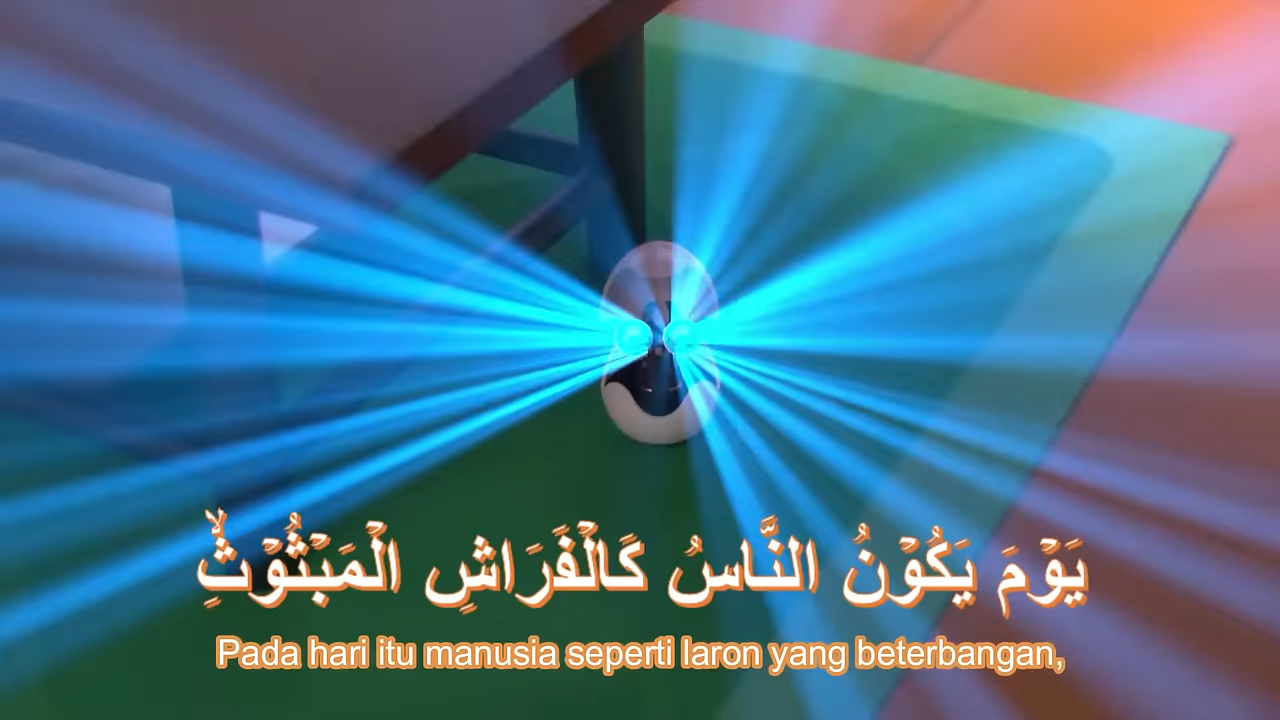 يَوْمَ يَكُوْنُ النَّاسُ كَالْفَرَاشِ الْمَبْثُوْثِۙ
Pada hari itu manusia seperti laron yang beterbangan,